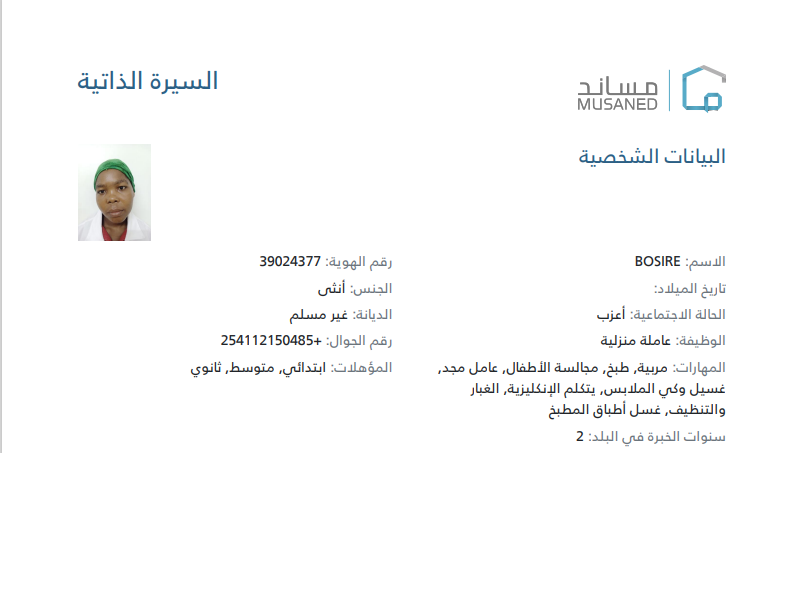 السيرة الذاتية
مساند
MUSANED
البيانات الشخصية
الاسم: BOSIRE
رقم الهوية: 39024377
تاريخ الميلاد:
الجنس: أنثى
الحالة الاجتماعية: أعزب
الديانة: غير مسلم
الوظيفة: عاملة منزلية
رقم الجوال: +254112150485
المهارات: مربية, طبخ, مجالسة الأطفال, عامل مجد,
غسيل وكي الملابس, يتكلم الإنكليزية, الغبار
والتنظيف, غسل أطباق المطبخ
المؤهلات: ابتدائي, متوسط, ثانوي
سنوات الخبرة في البلد: 2